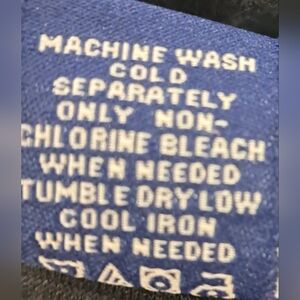 MACHINE WASH
COLD
SEPARATELY
ONLY NON-
CHLORINE BLEACH
WHEN NEEDED
TUMBLE DRY LOW
COOL IRON
WHEN NEEDED